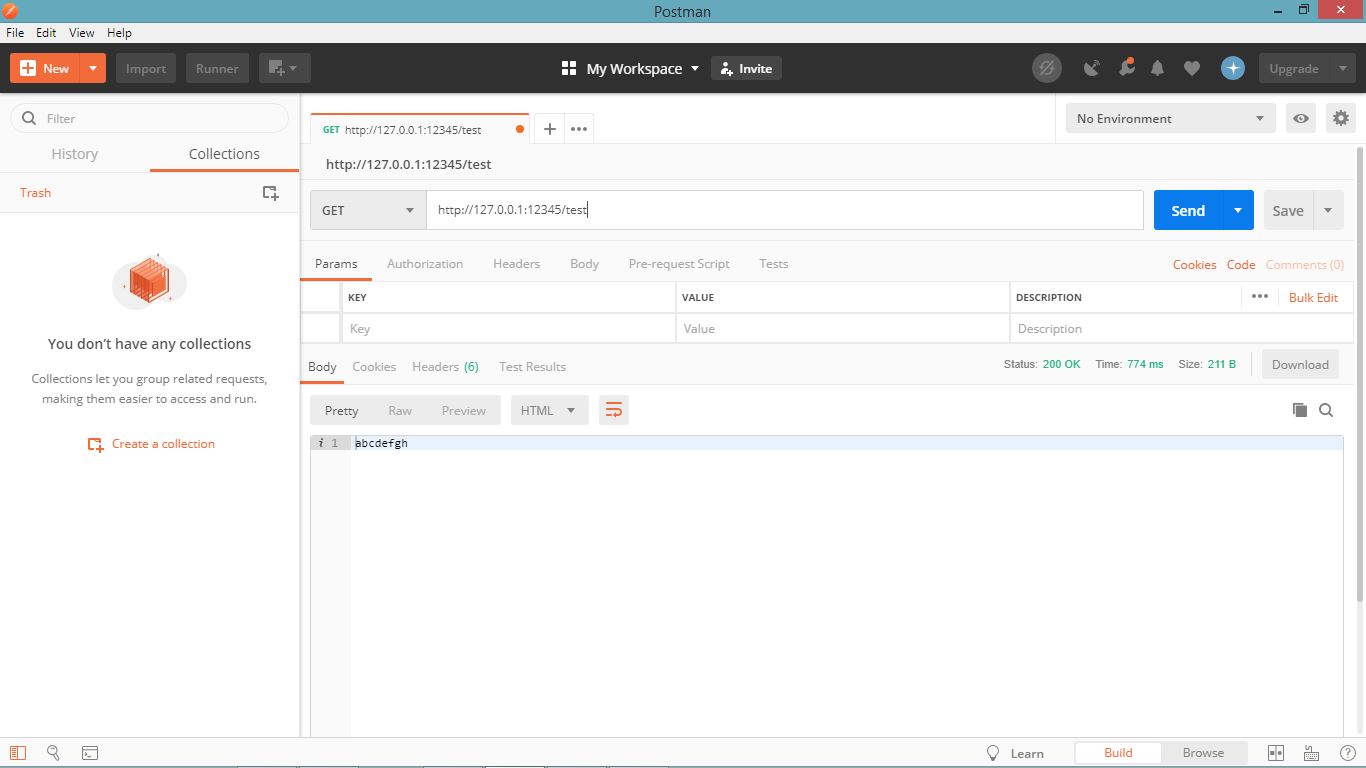 Postman
File Edit View Help
New Import Runner My Workspace Invite Upgrade
Filter
History Collections
Trash
You don’t have any collections
Collections let you group related requests,
making them easier to access and run.
Create a collection
GET http://127.0.0.1:12345/test
No Environment
http://127.0.0.1:12345/test
GET http://127.0.0.1:12345/test Send Save
Params Authorization Headers Body Pre-request Script Tests Cookies Code Comments (0)
KEY VALUE DESCRIPTION Bulk Edit
Key Value Description
Body Cookies Headers (6) Test Results Status: 200 OK Time: 774 ms Size: 211 B Download
Pretty Raw Preview HTML
i 1 abcdefgh
Learn Build Browse